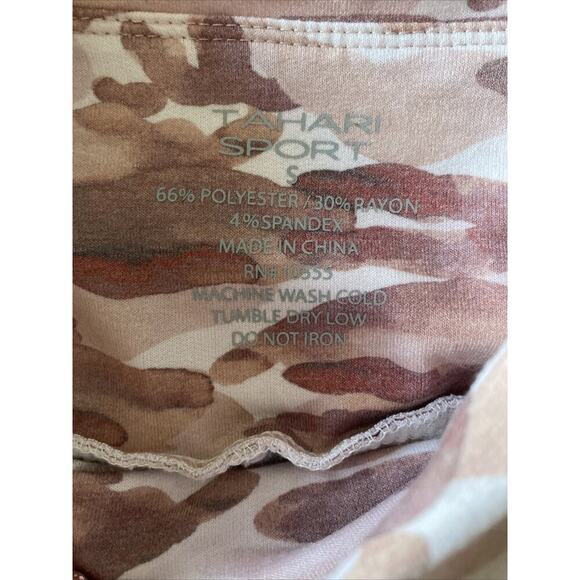 TAHARI
SPORT
S
66% POLYESTER / 30% RAYON
4% SPANDEX
MADE IN CHINA
RN#
MACHINE WASH COLD
TUMBLE DRY LOW
DO NOT IRON